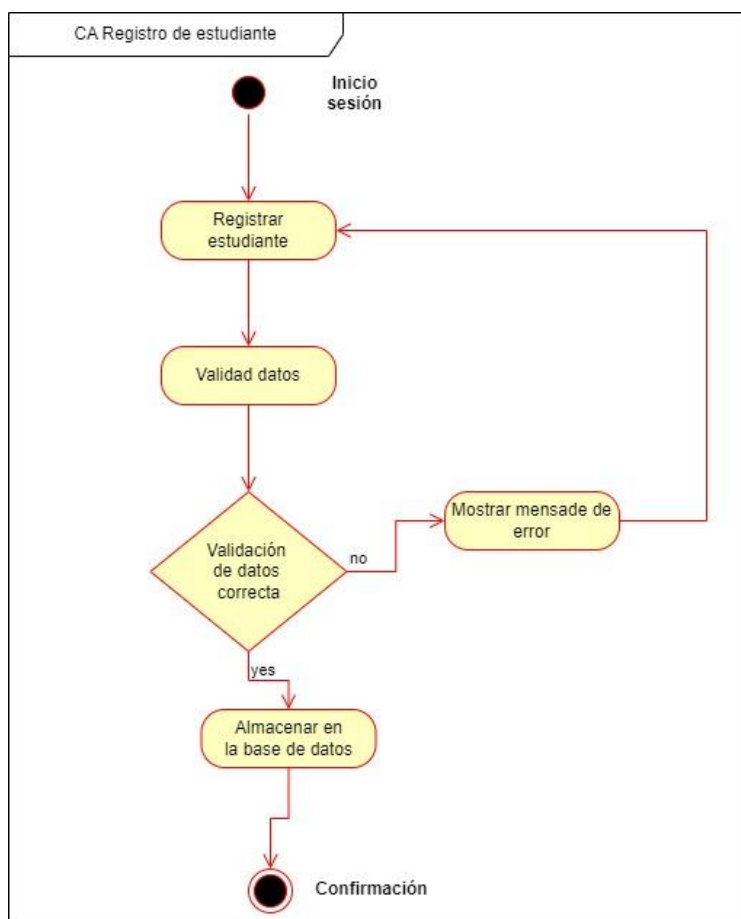 CA Registro de estudiante
Inicio
sesión
Registrar
estudiante
Validad datos
Mostrar mensade de
error
Validación
de datos
correcta
no
yes
Almacenar en
la base de datos
Confirmación